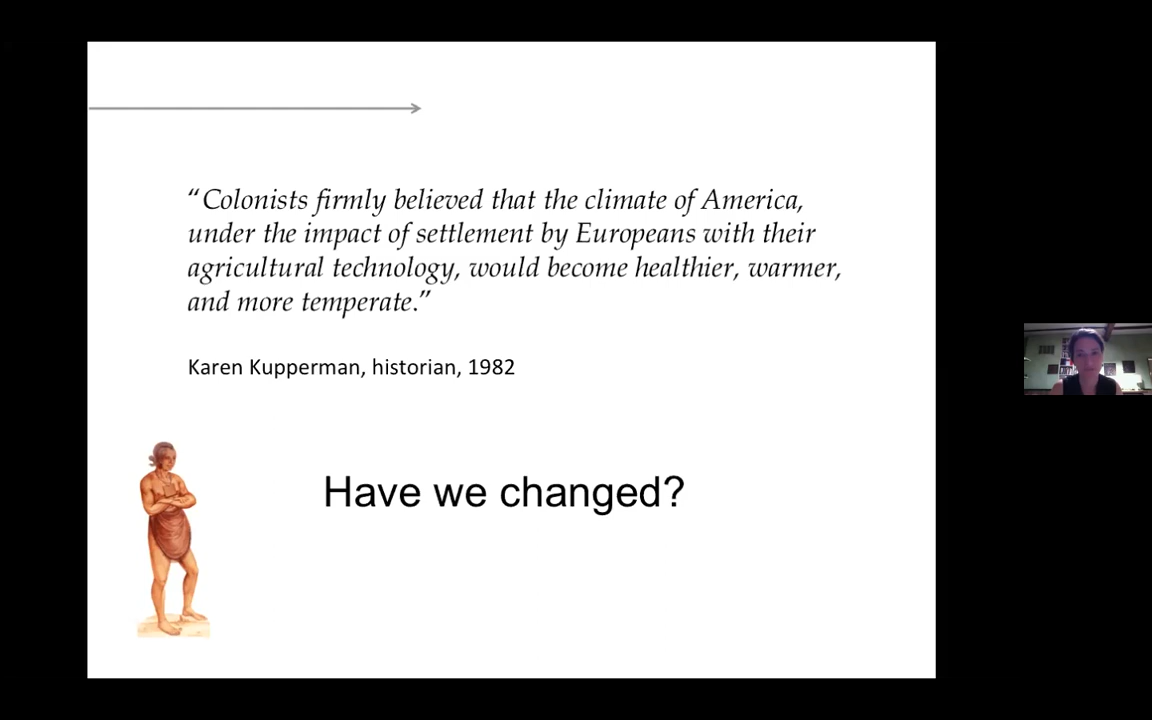 “Colonists firmly believed that the climate of America,
under the impact of settlement by Europeans with their
agricultural technology, would become healthier, warmer,
and more temperate.”
Karen Kupperman, historian, 1982
Have we changed?